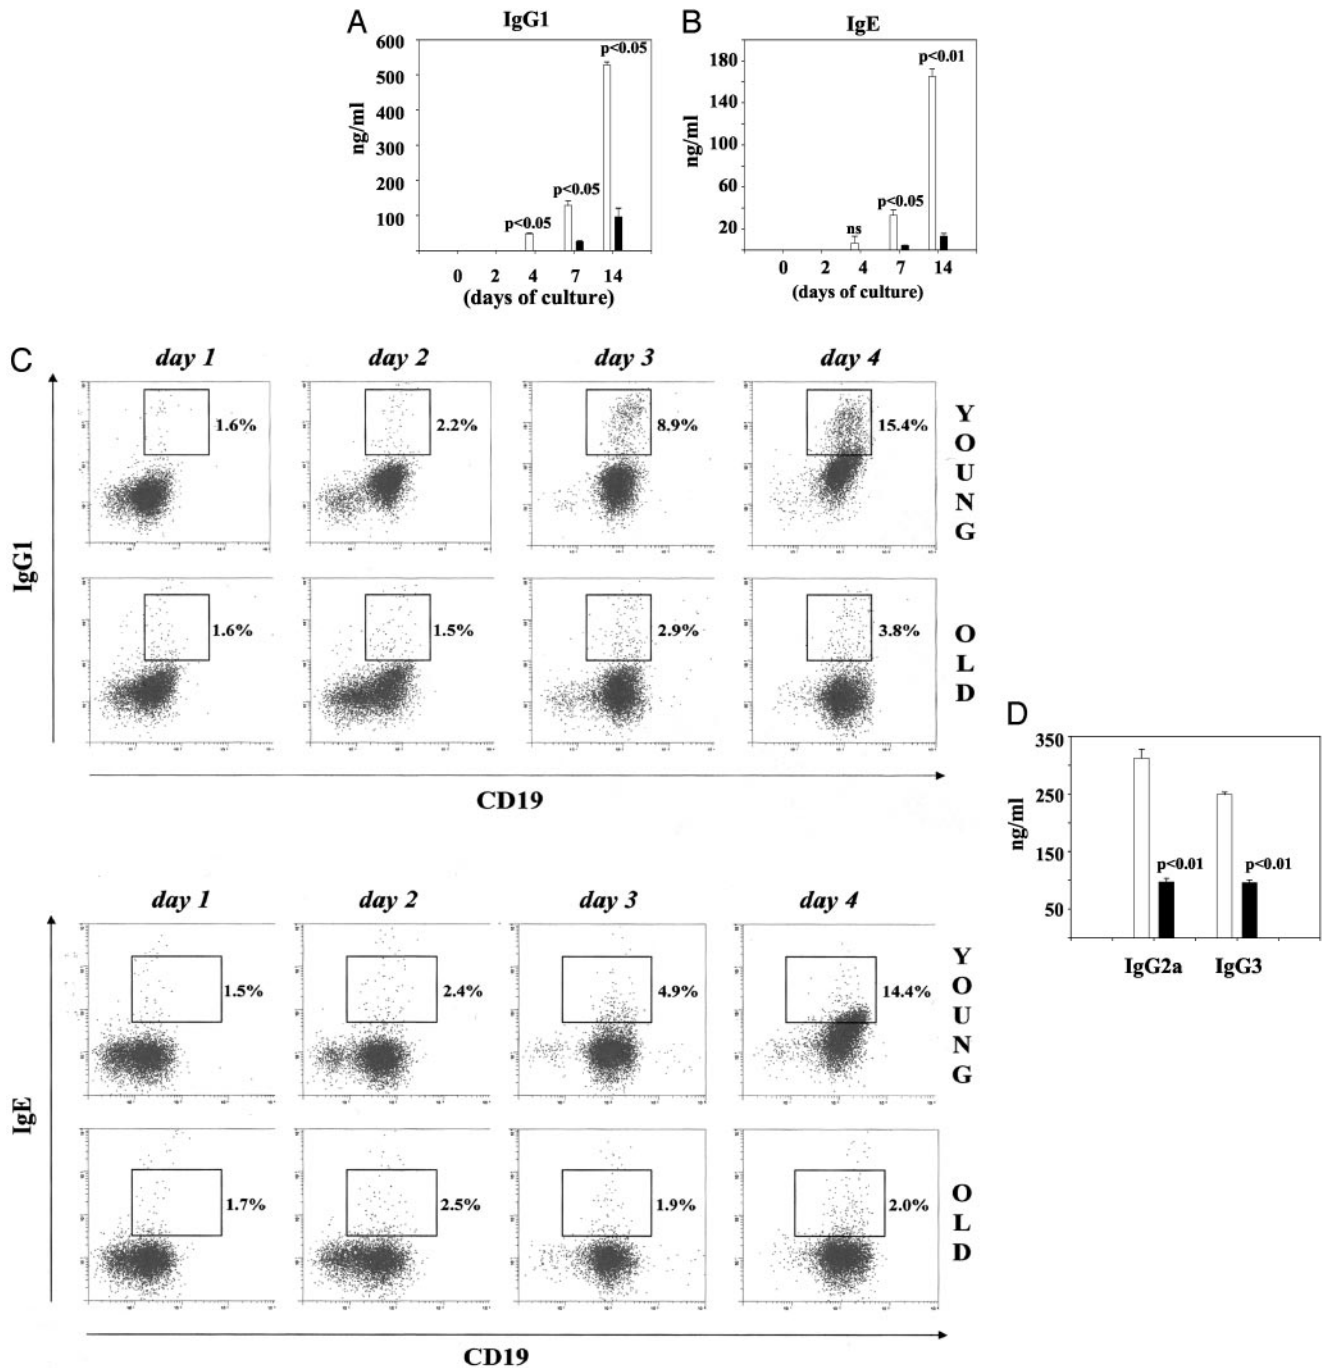 A
IgG1
ng/ml
600
500
400
300
200
100
p<0.05
p<0.05
p<0.05
0 2 4 7 14
(days of culture)
B
IgE
ng/ml
180
140
100
60
20
ns
p<0.05
p<0.01
0 2 4 7 14
(days of culture)
C
day 1 day 2 day 3 day 4
IgG1
1.6% 2.2% 8.9% 15.4%
YOUNG
1.6% 1.5% 2.9% 3.8%
OLD
CD19
day 1 day 2 day 3 day 4
IgE
1.5% 2.4% 4.9% 14.4%
YOUNG
1.7% 2.5% 1.9% 2.0%
OLD
CD19
D
ng/ml
350
250
150
50
p<0.01 p<0.01
IgG2a IgG3